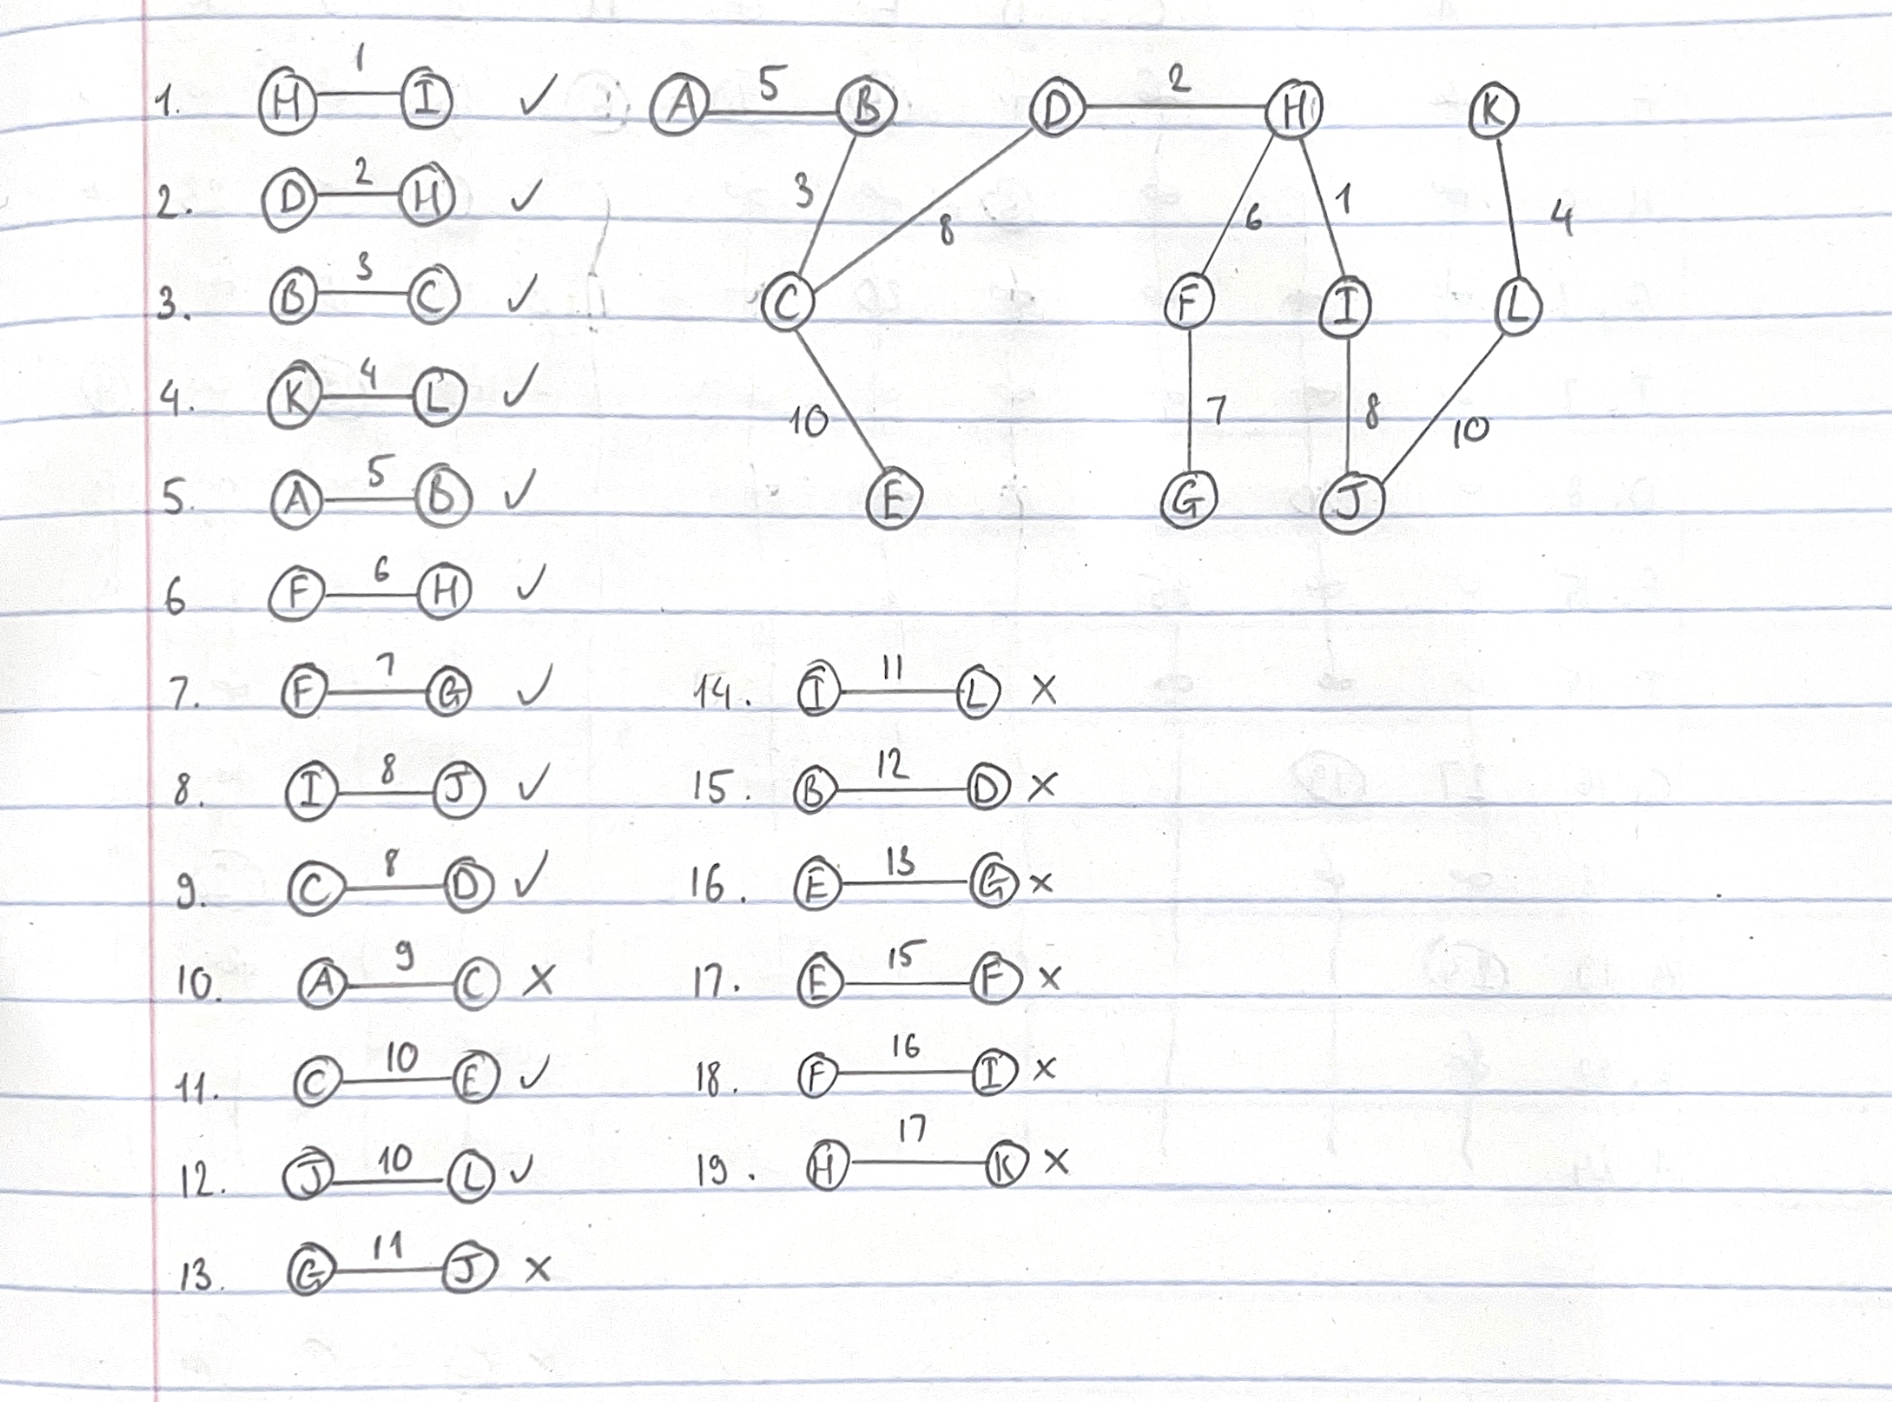 1. H 1 I ✓
2. D 2 H ✓
3. B 3 C ✓
4. K 4 L ✓
5. A 5 B ✓
6 F 6 H ✓
7. F 7 G ✓
8. I 8 J ✓
9. C 8 D ✓
10. A 9 C X
11. C 10 E ✓
12. J 10 L ✓
13. G 11 J X
A 5 B D 2 H K
3 8 6 1 4
C F I L
10 7 8 10
E G J
14. I 11 L X
15. B 12 D X
16. E 13 G X
17. E 15 F X
18. F 16 I X
19. H 17 K X